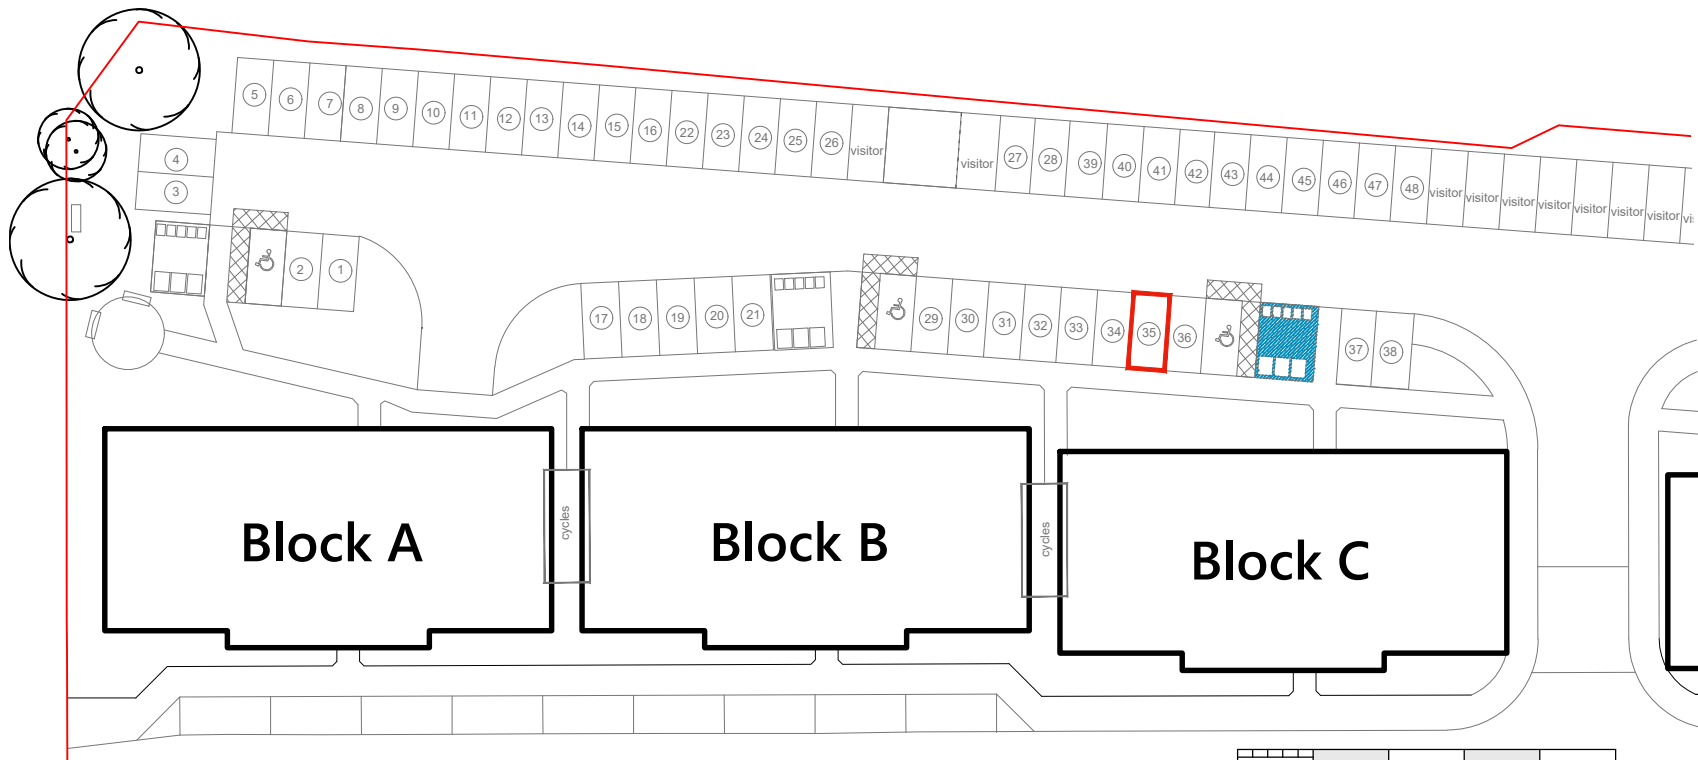 5 6 7 8 9 10 11 12 13 14 15 16 22 23 24 25 26 visitor visitor 27 28 39 40 41 42 43 44 45 46 47 48 visitor visitor visitor visitor visitor visitor visitor
4
3
2 1
17 18 19 20 21
29 30 31 32 33 34 35 36
37 38
cycles
cycles
Block A
Block B
Block C